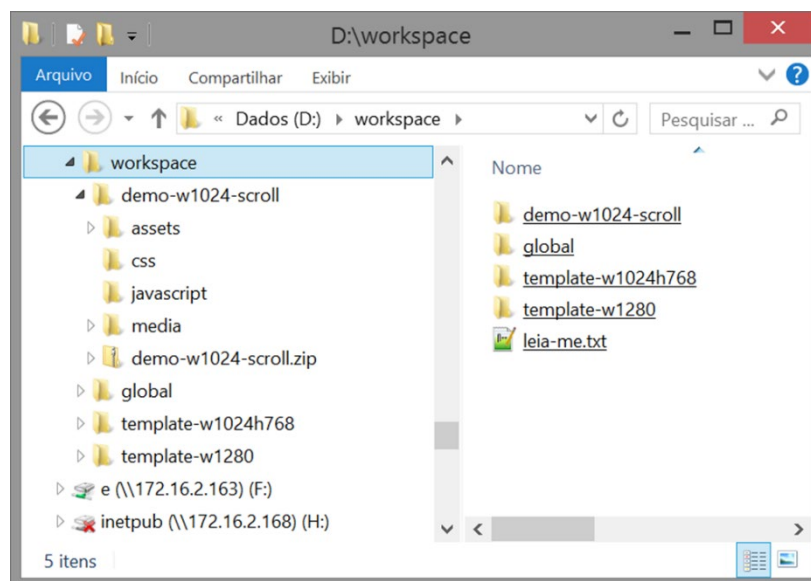 D:\workspace
Arquivo Início Compartilhar Exibir
« Dados (D:) workspace Pesquisar ...
workspace
demo-w1024-scroll
assets
css
javascript
media
demo-w1024-scroll.zip
global
template-w1024h768
template-w1280
e (\\172.16.2.163) (F:)
inetpub (\\172.16.2.168) (H:)
Nome
demo-w1024-scroll
global
template-w1024h768
template-w1280
leia-me.txt
5 itens